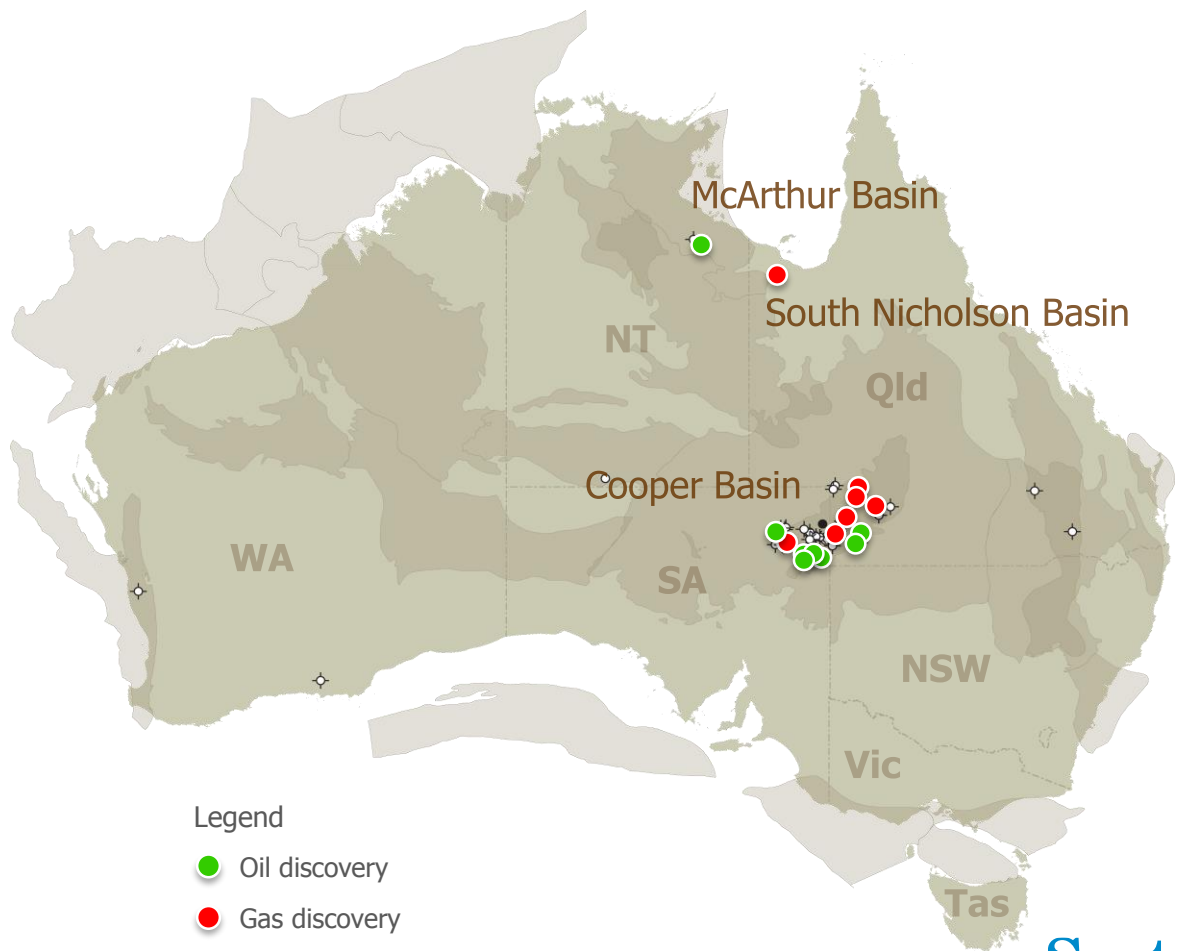 McArthur Basin
South Nicholson Basin
NT
Qld
Cooper Basin
WA
SA
NSW
Vic
Legend
Oil discovery
Gas discovery
Tas